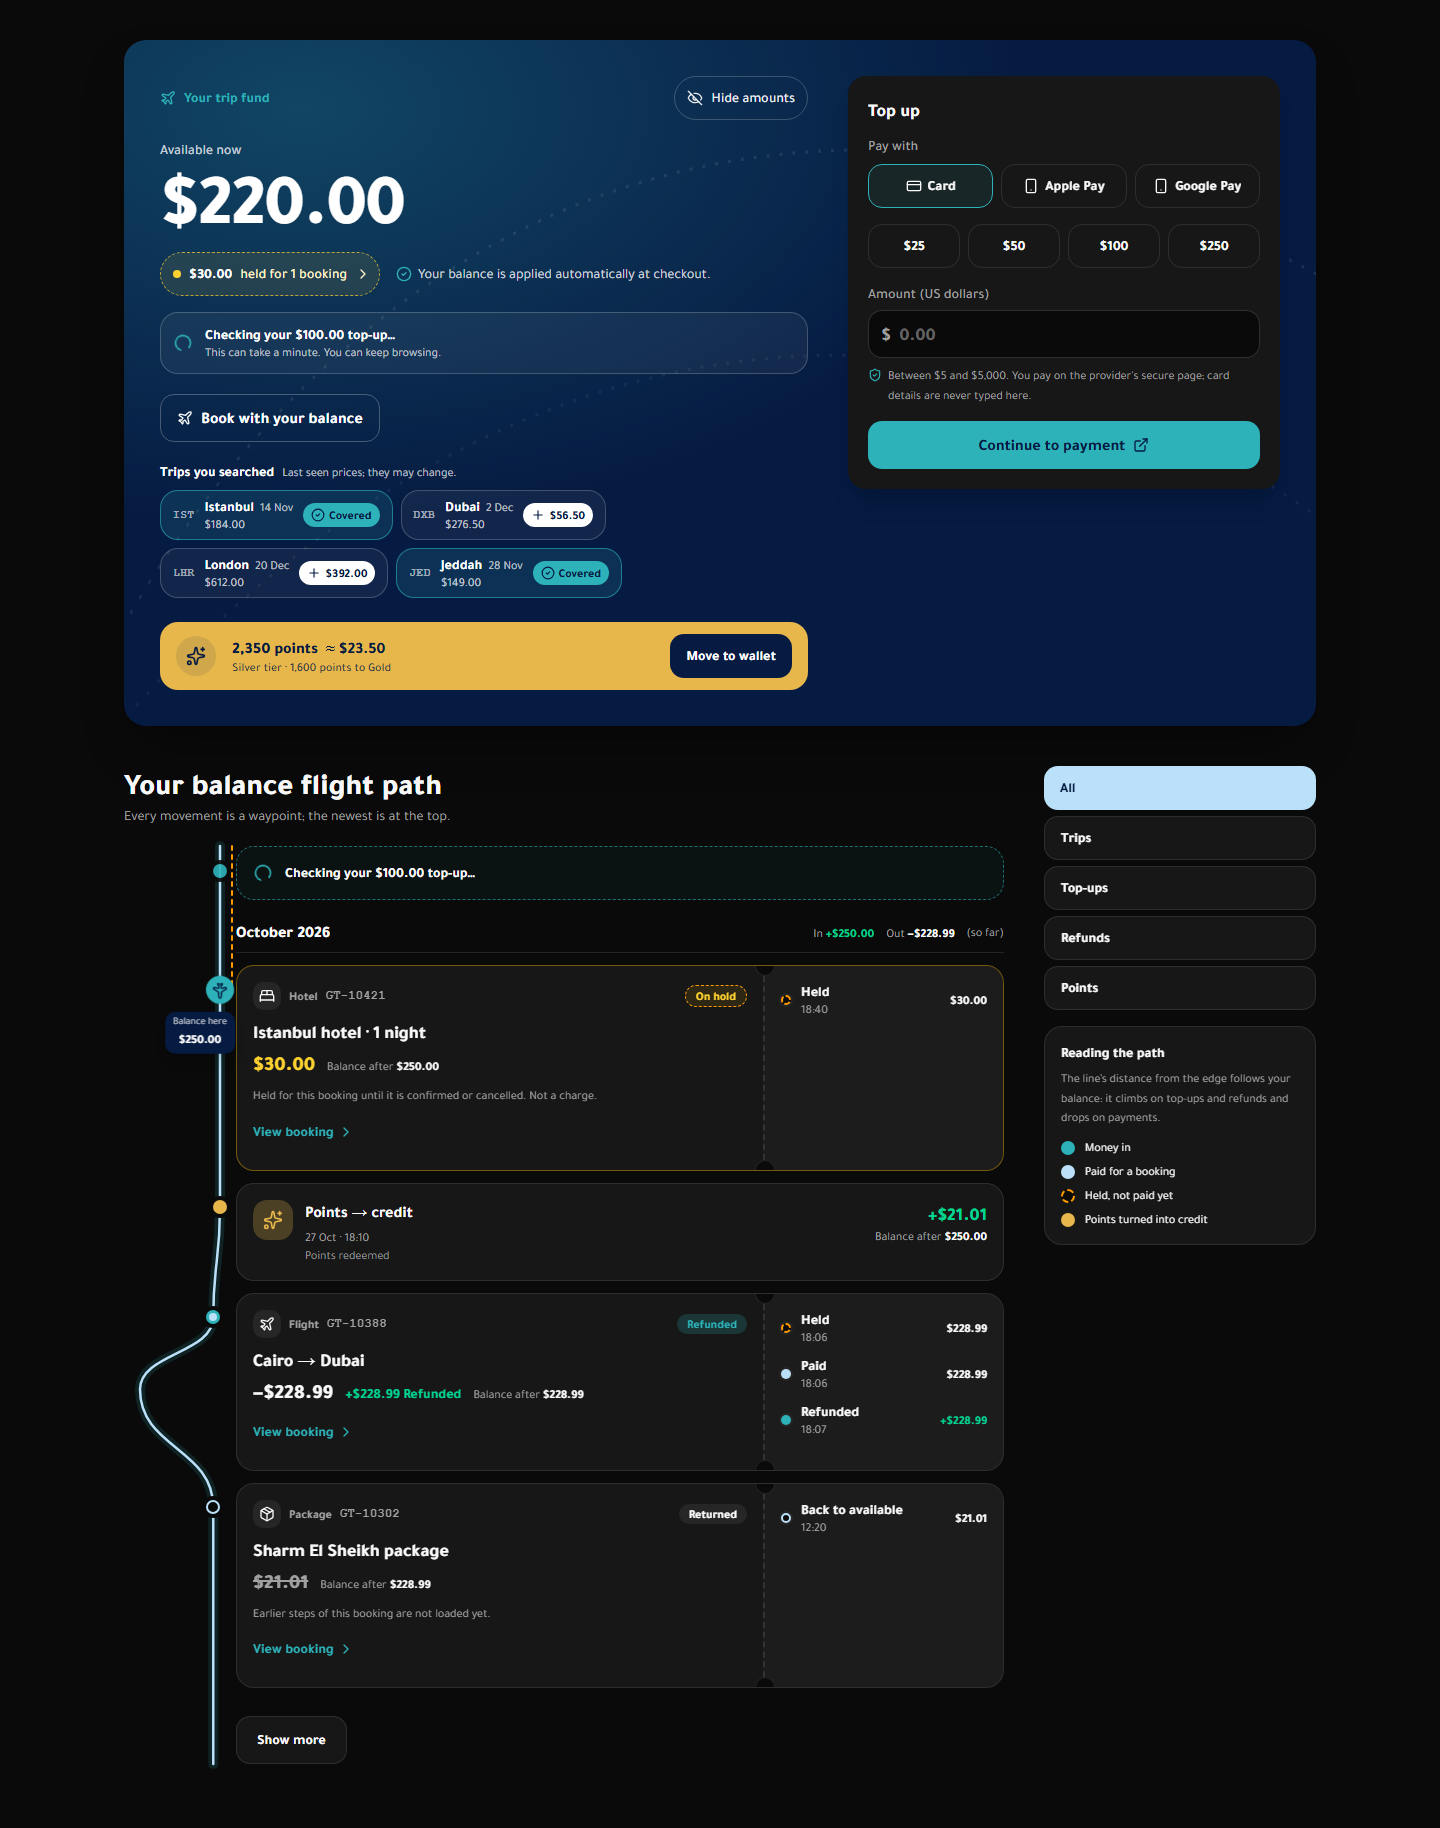 Your trip fund
Hide amounts
Available now
$220.00
$30.00 held for 1 booking
Your balance is applied automatically at checkout.
Checking your $100.00 top-up…
This can take a minute. You can keep browsing.
Book with your balance
Trips you searched Last seen prices; they may change.
IST Istanbul 14 Nov $184.00 Covered
DXB Dubai 2 Dec $276.50 + $56.50
LHR London 20 Dec $612.00 + $392.00
JED Jeddah 28 Nov $149.00 Covered
2,350 points ≈ $23.50
Silver tier · 1,600 points to Gold
Move to wallet
Top up
Pay with
Card
Apple Pay
Google Pay
$25
$50
$100
$250
Amount (US dollars)
$ 0.00
Between $5 and $5,000. You pay on the provider's secure page; card
details are never typed here.
Continue to payment
Your balance flight path
Every movement is a waypoint; the newest is at the top.
Checking your $100.00 top-up…
October 2026
In +$250.00 Out −$228.99 (so far)
Balance here
$250.00
Hotel GT-10421
On hold
Istanbul hotel · 1 night
$30.00 Balance after $250.00
Held for this booking until it is confirmed or cancelled. Not a charge.
View booking
Held
18:40
$30.00
Points → credit
27 Oct · 18:10
Points redeemed
+$21.01
Balance after $250.00
Flight GT-10388
Refunded
Cairo → Dubai
−$228.99 +$228.99 Refunded Balance after $228.99
View booking
Held
18:06
$228.99
Paid
18:06
$228.99
Refunded
18:07
+$228.99
Package GT-10302
Returned
Sharm El Sheikh package
$21.01 Balance after $228.99
Earlier steps of this booking are not loaded yet.
View booking
Back to available
12:20
$21.01
Show more
All
Trips
Top-ups
Refunds
Points
Reading the path
The line's distance from the edge follows your
balance: it climbs on top-ups and refunds and
drops on payments.
Money in
Paid for a booking
Held, not paid yet
Points turned into credit